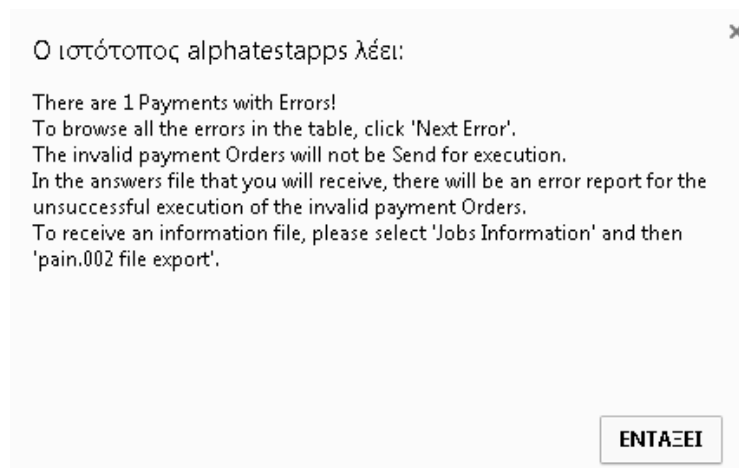 Ο ιστότοπος alphatestapps λέει:
There are 1 Payments with Errors!
To browse all the errors in the table, click 'Next Error'.
The invalid payment Orders will not be Send for execution.
In the answers file that you will receive, there will be an error report for the
unsuccessful execution of the invalid payment Orders.
To receive an information file, please select 'Jobs Information' and then
'pain.002 file export'.
ΕΝΤΑΞΕΙ